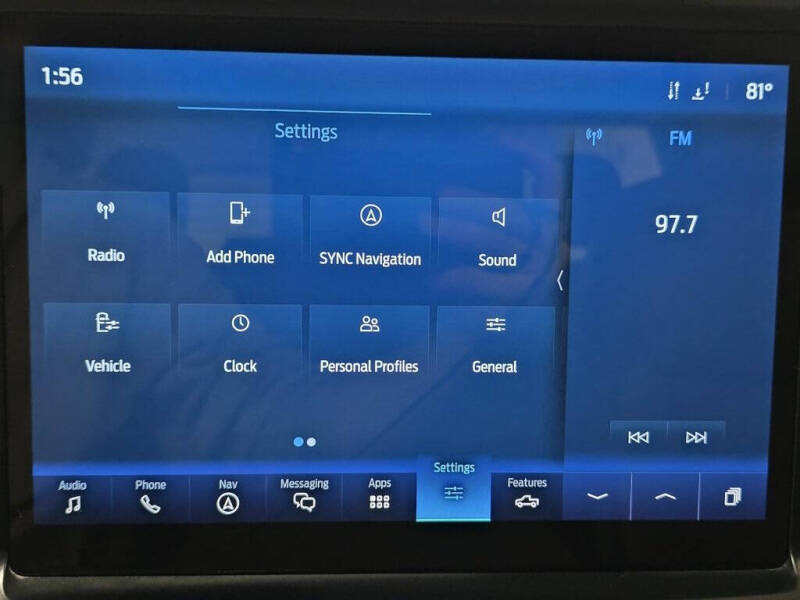 1:56
81°
Settings
FM
97.7
Radio
Add Phone
SYNC Navigation
Sound
Vehicle
Clock
Personal Profiles
General
Audio
Phone
Nav
Messaging
Apps
Settings
Features